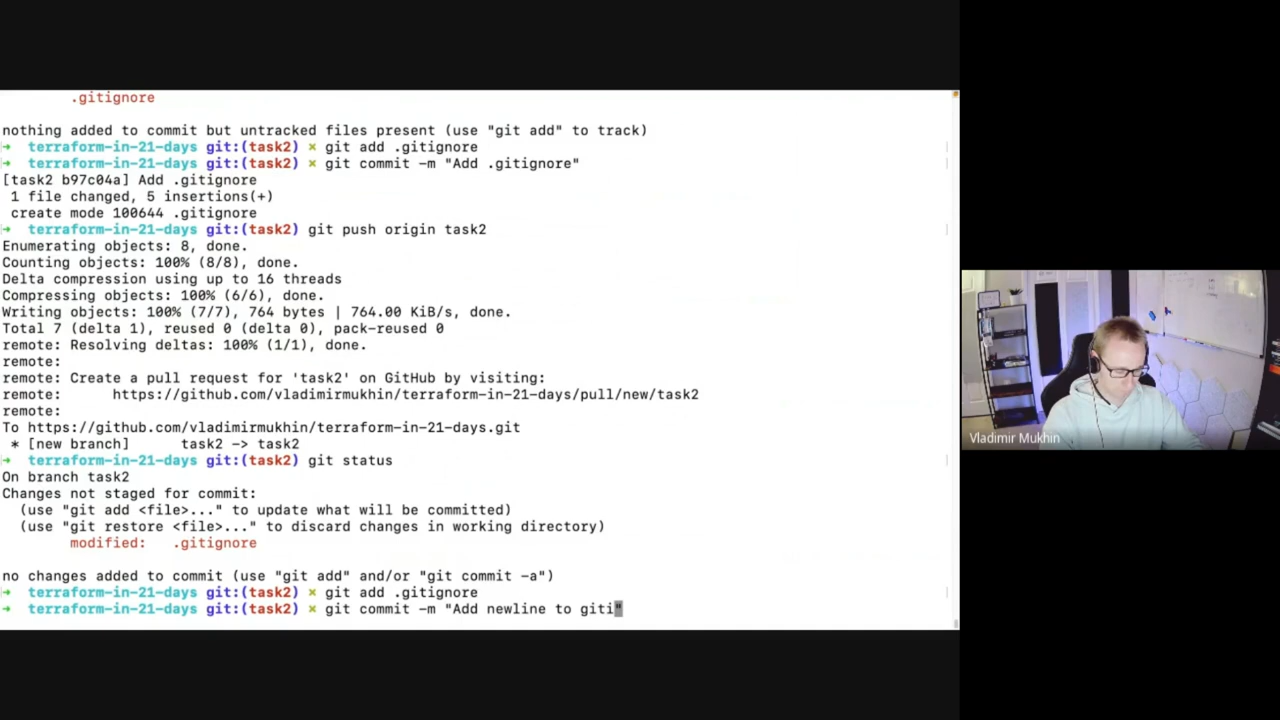 .gitignore
nothing added to commit but untracked files present (use "git add" to track)
→ terraform-in-21-days git:(task2) × git add .gitignore
→ terraform-in-21-days git:(task2) × git commit -m "Add .gitignore"
[task2 b97c04a] Add .gitignore
1 file changed, 5 insertions(+)
create mode 100644 .gitignore
→ terraform-in-21-days git:(task2) git push origin task2
Enumerating objects: 8, done.
Counting objects: 100% (8/8), done.
Delta compression using up to 16 threads
Compressing objects: 100% (6/6), done.
Writing objects: 100% (7/7), 764 bytes | 764.00 KiB/s, done.
Total 7 (delta 1), reused 0 (delta 0), pack-reused 0
remote: Resolving deltas: 100% (1/1), done.
remote:
remote: Create a pull request for 'task2' on GitHub by visiting:
remote: https://github.com/vladimirmukhin/terraform-in-21-days/pull/new/task2
remote:
To https://github.com/vladimirmukhin/terraform-in-21-days.git
* [new branch] task2 -> task2
→ terraform-in-21-days git:(task2) git status
On branch task2
Changes not staged for commit:
(use "git add <file>..." to update what will be committed)
(use "git restore <file>..." to discard changes in working directory)
modified: .gitignore
no changes added to commit (use "git add" and/or "git commit -a")
→ terraform-in-21-days git:(task2) × git add .gitignore
→ terraform-in-21-days git:(task2) × git commit -m "Add newline to giti"
Vladimir Mukhin